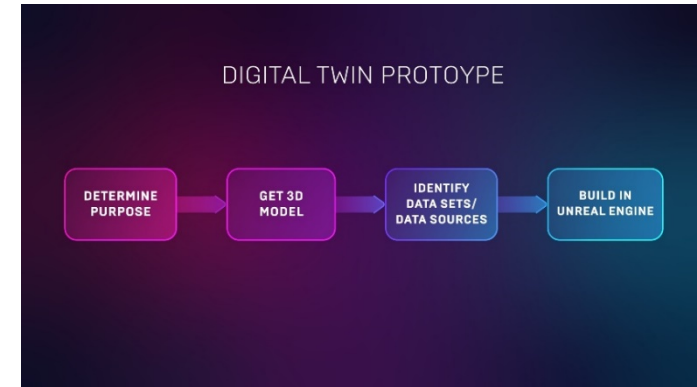 DIGITAL TWIN PROTOYPE
DETERMINE
PURPOSE
GET 3D
MODEL
IDENTIFY
DATA SETS/
DATA SOURCES
BUILD IN
UNREAL ENGINE